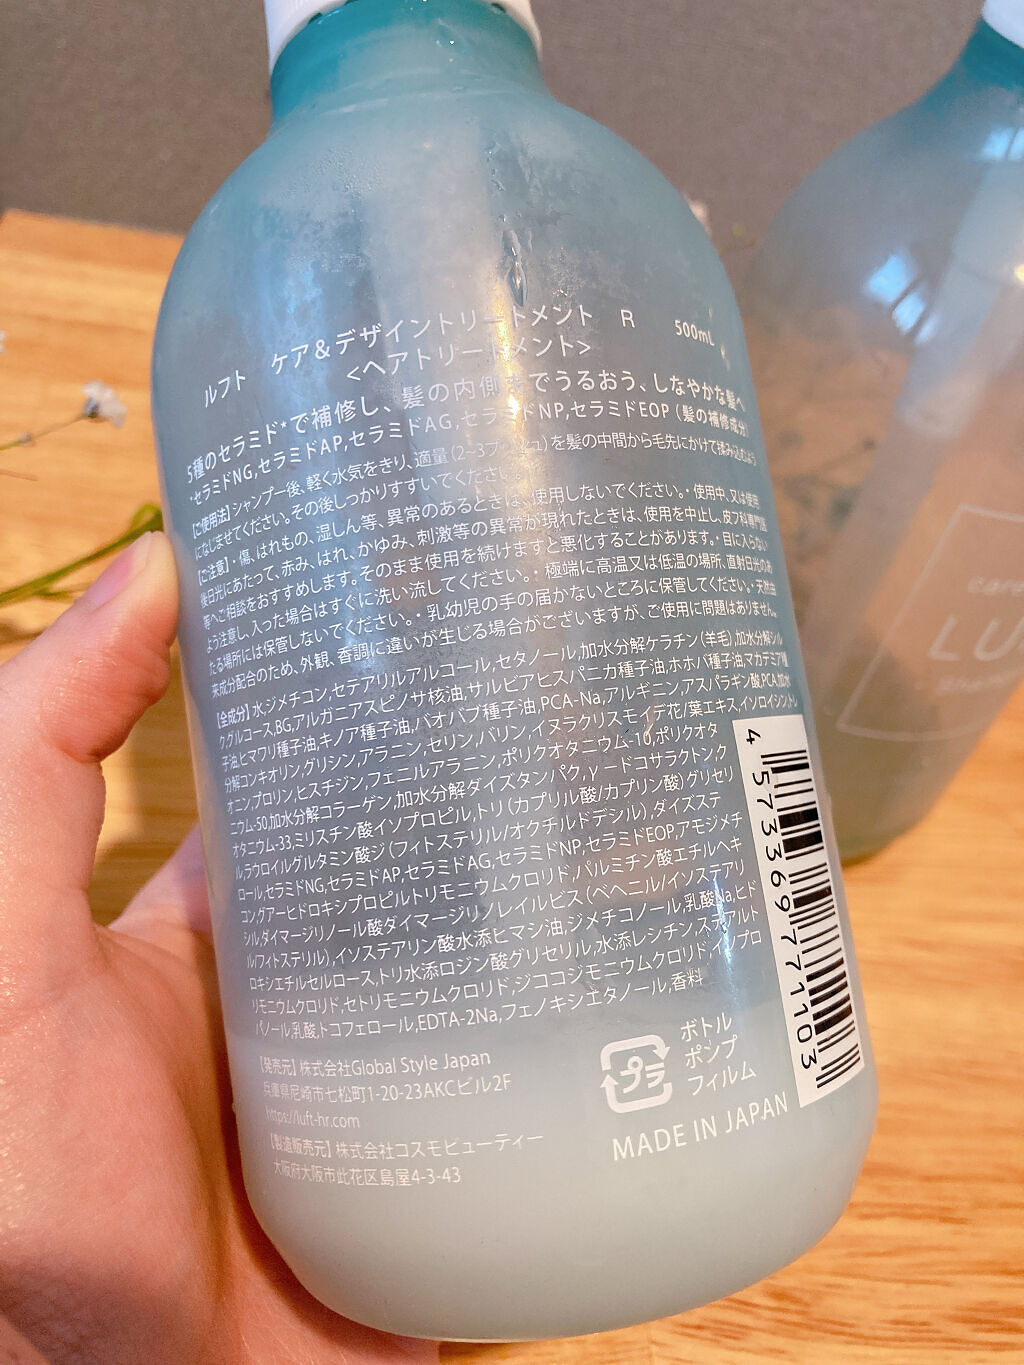 ルフト ケア&デザイントリートメント R 500mL
<ヘアトリートメント>
5種のセラミド*で補修し、髪の内側までうるおう、しなやかな髪へ
*セラミドNG,セラミドAP,セラミドAG,セラミドNP,セラミドEOP(髪の補修成分)
【ご使用法】シャンプー後、軽く水気をきり、適量(2~3プッシュ)を髪の中間から毛先にかけて揉み込むよう
になじませてください。その後しっかりすすいでください。
【ご注意】・傷、はれもの、湿しん等、異常のあるときは、使用しないでください。・使用中、又は使用
後日光にあたって、赤み、はれ、かゆみ、刺激等の異常が現れたときは、使用を中止し、皮フ科専門医
等へご相談をおすすめします。そのまま使用を続けますと悪化することがあります。・目に入らない
よう注意し、入った場合はすぐに洗い流してください。・極端に高温又は低温の場所、直射日光のあ
たる場所には保管しないでください。・乳幼児の手の届かないところに保管してください。・天然由
来成分配合のため、外観、香調に違いが生じる場合がございますが、ご使用に問題はありません。
【全成分】水,ジメチコン,セテアリルアルコール,セタノール,加水分解ケラチン(羊毛),加水分解シル
ク,グルコース,BG,アルガニアスピノサ核油,サルビアヒスパニカ種子油,ホホバ種子油,マカデミア種
子油,ヒマワリ種子油,キノア種子油,バオバブ種子油,PCA-Na,アルギニン,アスパラギン酸,PCA,加水
分解コンキオリン,グリシン,アラニン,セリン,バリン,イヌラクリスモイデ花/葉エキス,イソロイシン,トレ
オニン,プロリン,ヒスチジン,フェニルアラニン,ポリクオタニウム-10,ポリクオタ
ニウム-50,加水分解コラーゲン,加水分解ダイズタンパク,γ-ドコサラクトン,ク
オタニウム-33,ミリスチン酸イソプロピル,トリ(カプリル酸/カプリン酸)グリセリ
ル,ラウロイルグルタミン酸ジ(フィトステリル/オクチルドデシル),ダイズステ
ロール,セラミドNG,セラミドAP,セラミドAG,セラミドNP,セラミドEOP,アモジメチ
コン,グアーヒドロキシプロピルトリモニウムクロリド,パルミチン酸エチルヘキ
シル,ダイマージリノール酸ダイマージリノレイルビス(ベヘニル/イソステアリ
ル/フィトステリル),イソステアリン酸水添ヒマシ油,ジメチコノール,乳酸Na,ヒド
ロキシエチルセルロース,トリ水添ロジン酸グリセリル,水添レシチン,ステアルト
リモニウムクロリド,セトリモニウムクロリド,ジココジモニウムクロリド,イソプロ
パノール,乳酸,トコフェロール,EDTA-2Na,フェノキシエタノール,香料
【発売元】株式会社Global Style Japan
兵庫県尼崎市七松町1-20-23AKCビル2F
https://luft-hr.com
【製造販売元】株式会社コスモビューティー
大阪府大阪市此花区島屋4-3-43
プラ
ボトル
ポンプ
フィルム
MADE IN JAPAN
4 573369 771103
care
LU